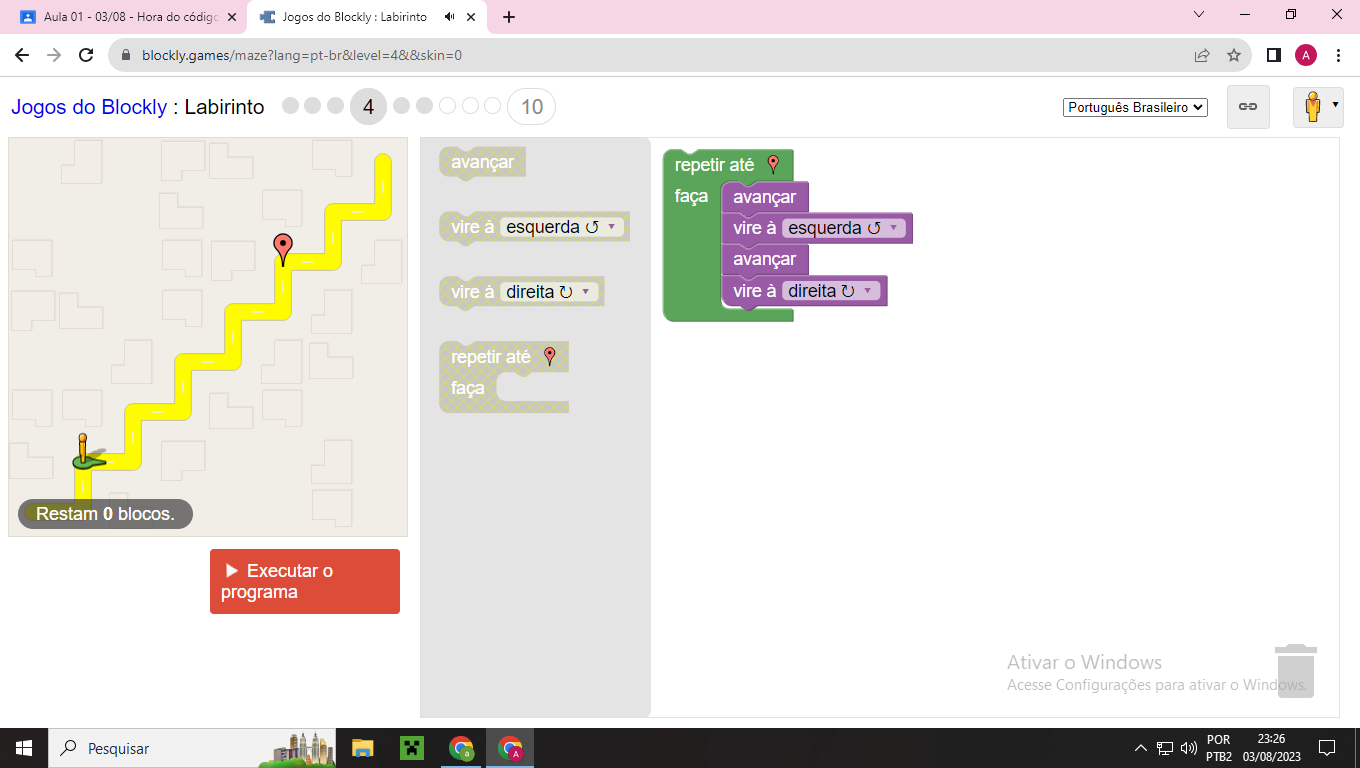 Aula 01 - 03/08 - Hora do código
Jogos do Blockly : Labirinto
blockly.games/maze?lang=pt-br&level=4&&skin=0
A
Jogos do Blockly : Labirinto
4
10
Português Brasileiro
avançar
vire à esquerda ↺
vire à direita ↻
repetir até
faça
repetir até
faça
avançar
vire à esquerda ↺
avançar
vire à direita ↻
Restam 0 blocos.
Executar o
programa
Ativar o Windows
Acesse Configurações para ativar o Windows.
Pesquisar
a
A
POR
PTB2
23:26
03/08/2023